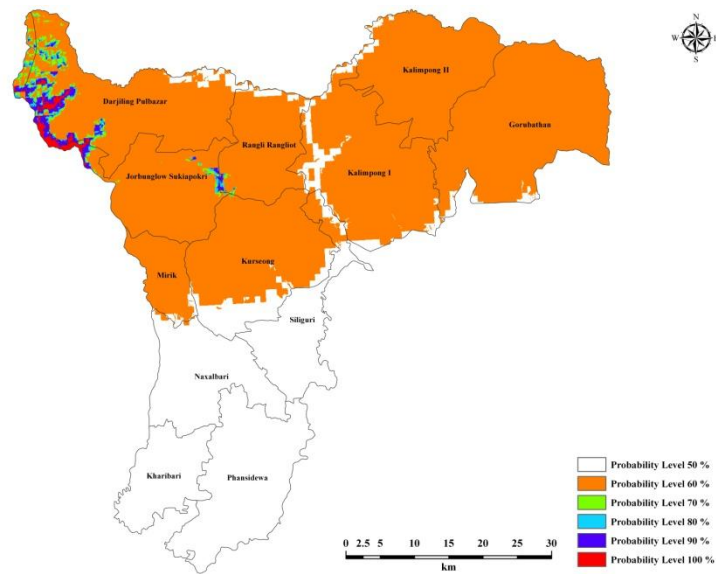 N
W E
S
Kalimpong II
Darjiling Pulbazar
Gorubathan
Rangli Rangliot
Jorbunglow Sukiapokri
Kalimpong I
Kurseong
Mirik
Siliguri
Naxalbari
Kharibari
Phansidewa
Probability Level 50 %
Probability Level 60 %
Probability Level 70 %
Probability Level 80 %
Probability Level 90 %
Probability Level 100 %
0 2.5 5 10 15 20 25 30
km